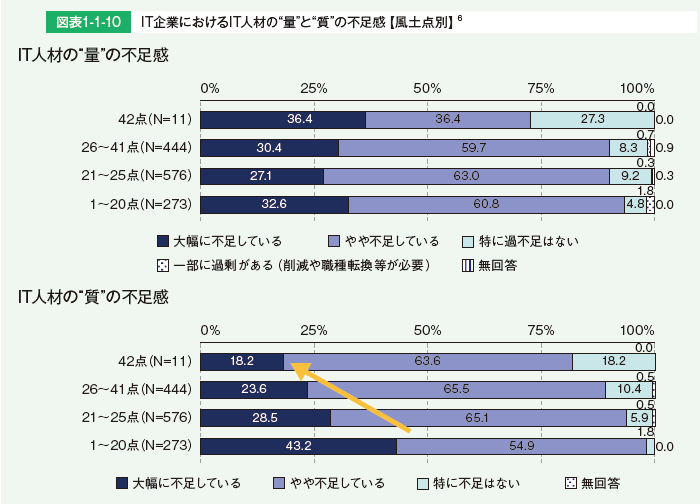 図表1-1-10 IT企業におけるIT人材の“量”と“質”の不足感【風土点別】6
IT人材の“量”の不足感
0% 25% 50% 75% 100%
42点(N=11) 36.4 36.4 27.3 0.0 0.0
26～41点(N=444) 30.4 59.7 8.3 0.7 0.9
21～25点(N=576) 27.1 63.0 9.2 0.3 0.3
1～20点(N=273) 32.6 60.8 4.8 1.8 0.0
大幅に不足している やや不足している 特に過不足はない
一部に過剰がある（削減や職種転換等が必要） 無回答
IT人材の“質”の不足感
0% 25% 50% 75% 100%
42点(N=11) 18.2 63.6 18.2 0.0
26～41点(N=444) 23.6 65.5 10.4 0.5
21～25点(N=576) 28.5 65.1 5.9 0.5
1～20点(N=273) 43.2 54.9 1.8 0.0
大幅に不足している やや不足している 特に不足はない 無回答